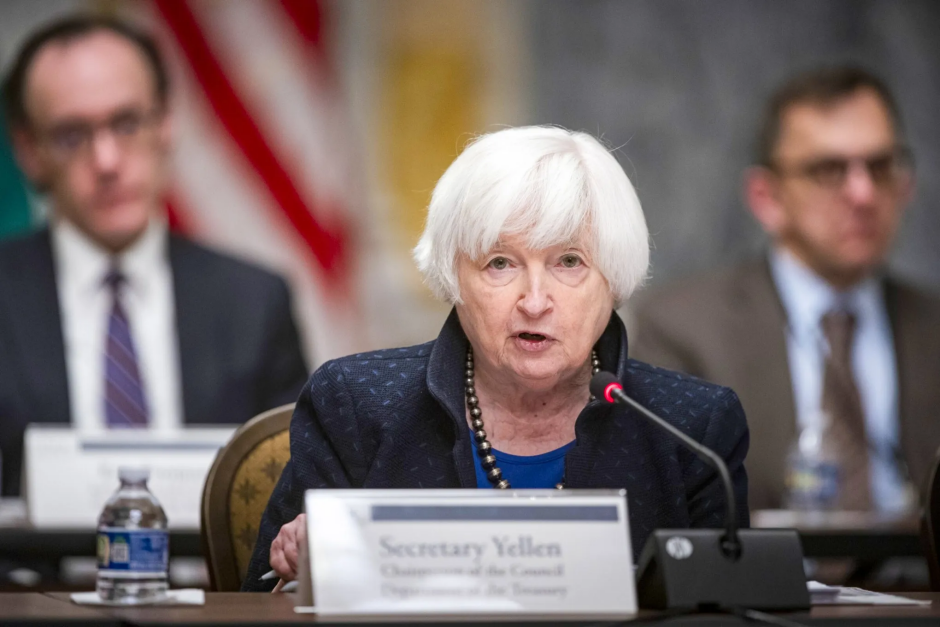 Secretary Yellen
Chairperson of the Council
Department of the Treasury